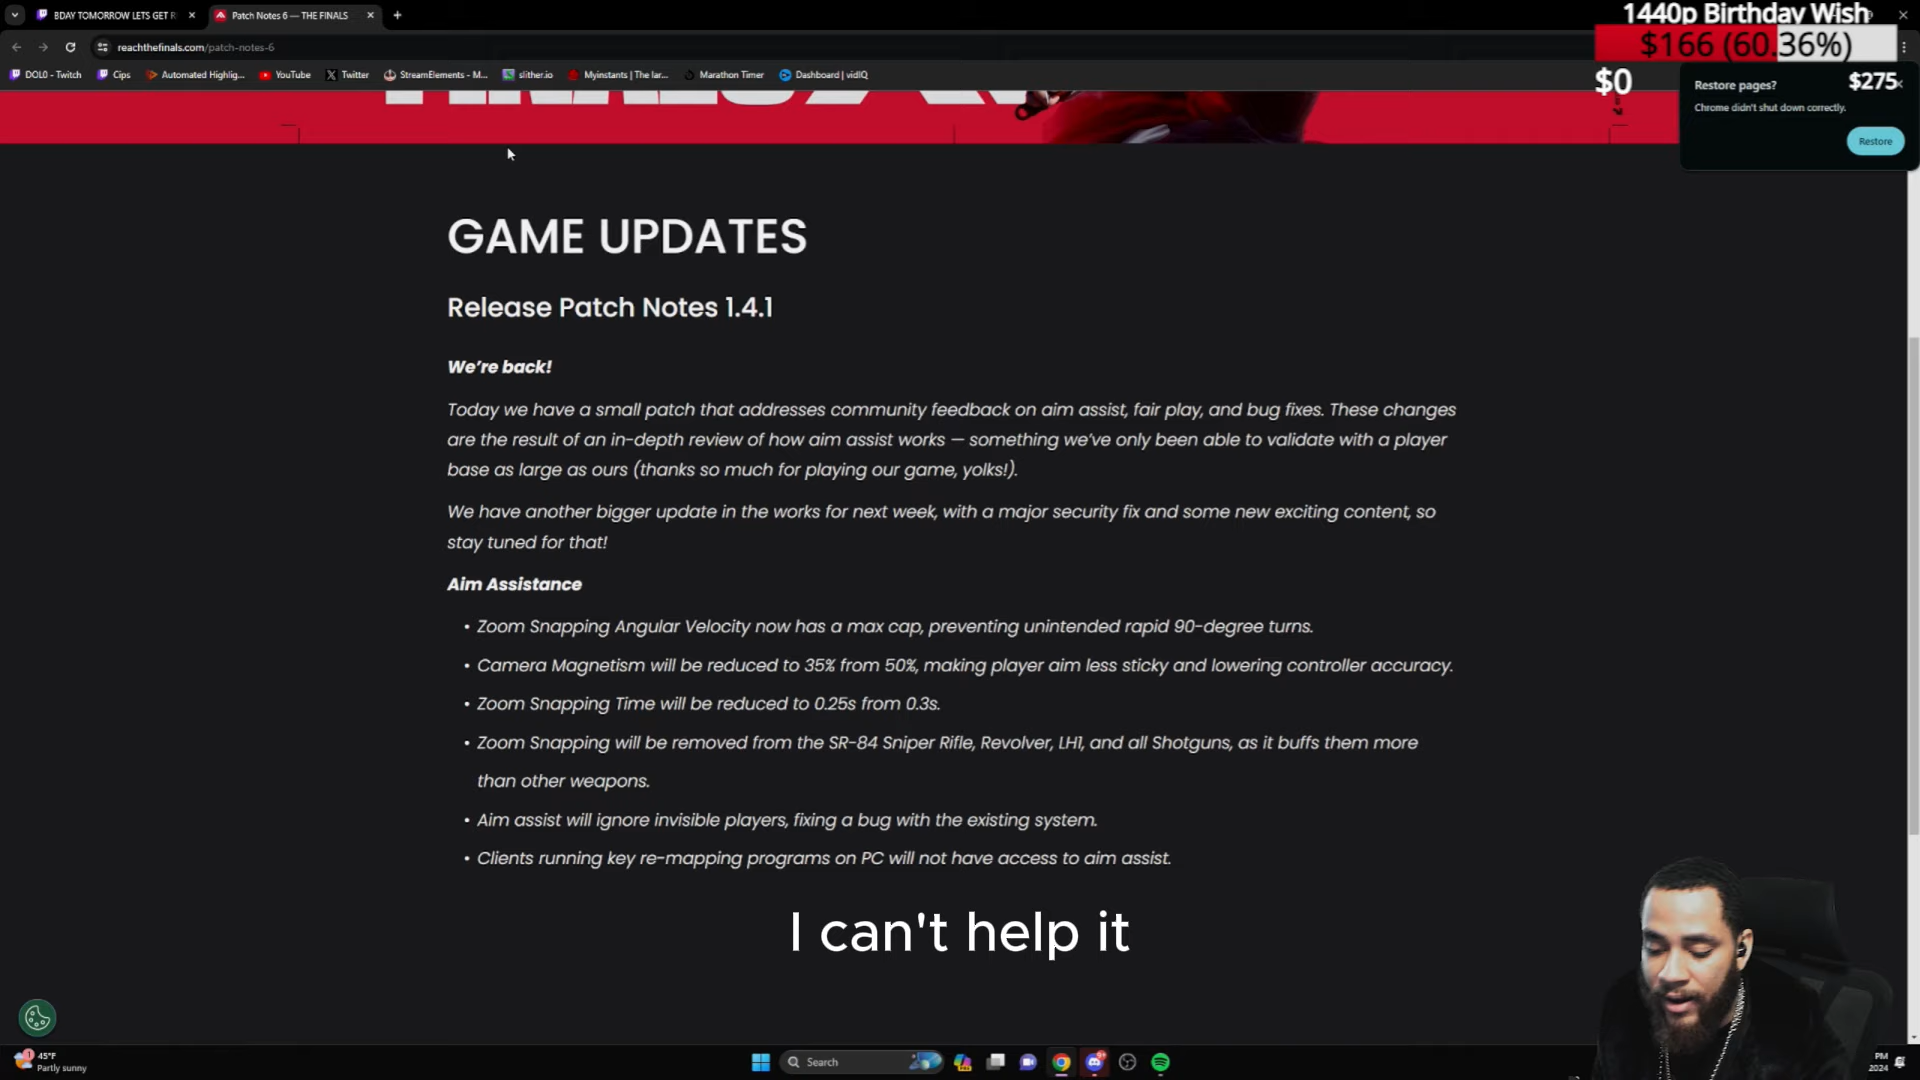 BDAY TOMORROW LETS GET R
Patch Notes 6 — THE FINALS
1440p Birthday Wish
reachthefinals.com/patch-notes-6
$166 (60.36%)
DOL0 - Twitch
Cips
Automated Highlig...
YouTube
Twitter
StreamElements - M...
slither.io
Myinstants | The lar...
Marathon Timer
Dashboard | vidIQ
$0
Restore pages?
$275
Chrome didn't shut down correctly.
Restore
GAME UPDATES
Release Patch Notes 1.4.1
We're back!
Today we have a small patch that addresses community feedback on aim assist, fair play, and bug fixes. These changes
are the result of an in-depth review of how aim assist works — something we've only been able to validate with a player
base as large as ours (thanks so much for playing our game, yolks!).
We have another bigger update in the works for next week, with a major security fix and some new exciting content, so
stay tuned for that!
Aim Assistance
• Zoom Snapping Angular Velocity now has a max cap, preventing unintended rapid 90-degree turns.
• Camera Magnetism will be reduced to 35% from 50%, making player aim less sticky and lowering controller accuracy.
• Zoom Snapping Time will be reduced to 0.25s from 0.3s.
• Zoom Snapping will be removed from the SR-84 Sniper Rifle, Revolver, LH1, and all Shotguns, as it buffs them more
than other weapons.
• Aim assist will ignore invisible players, fixing a bug with the existing system.
• Clients running key re-mapping programs on PC will not have access to aim assist.
I can't help it
45°F
Partly sunny
Search
PM
2024